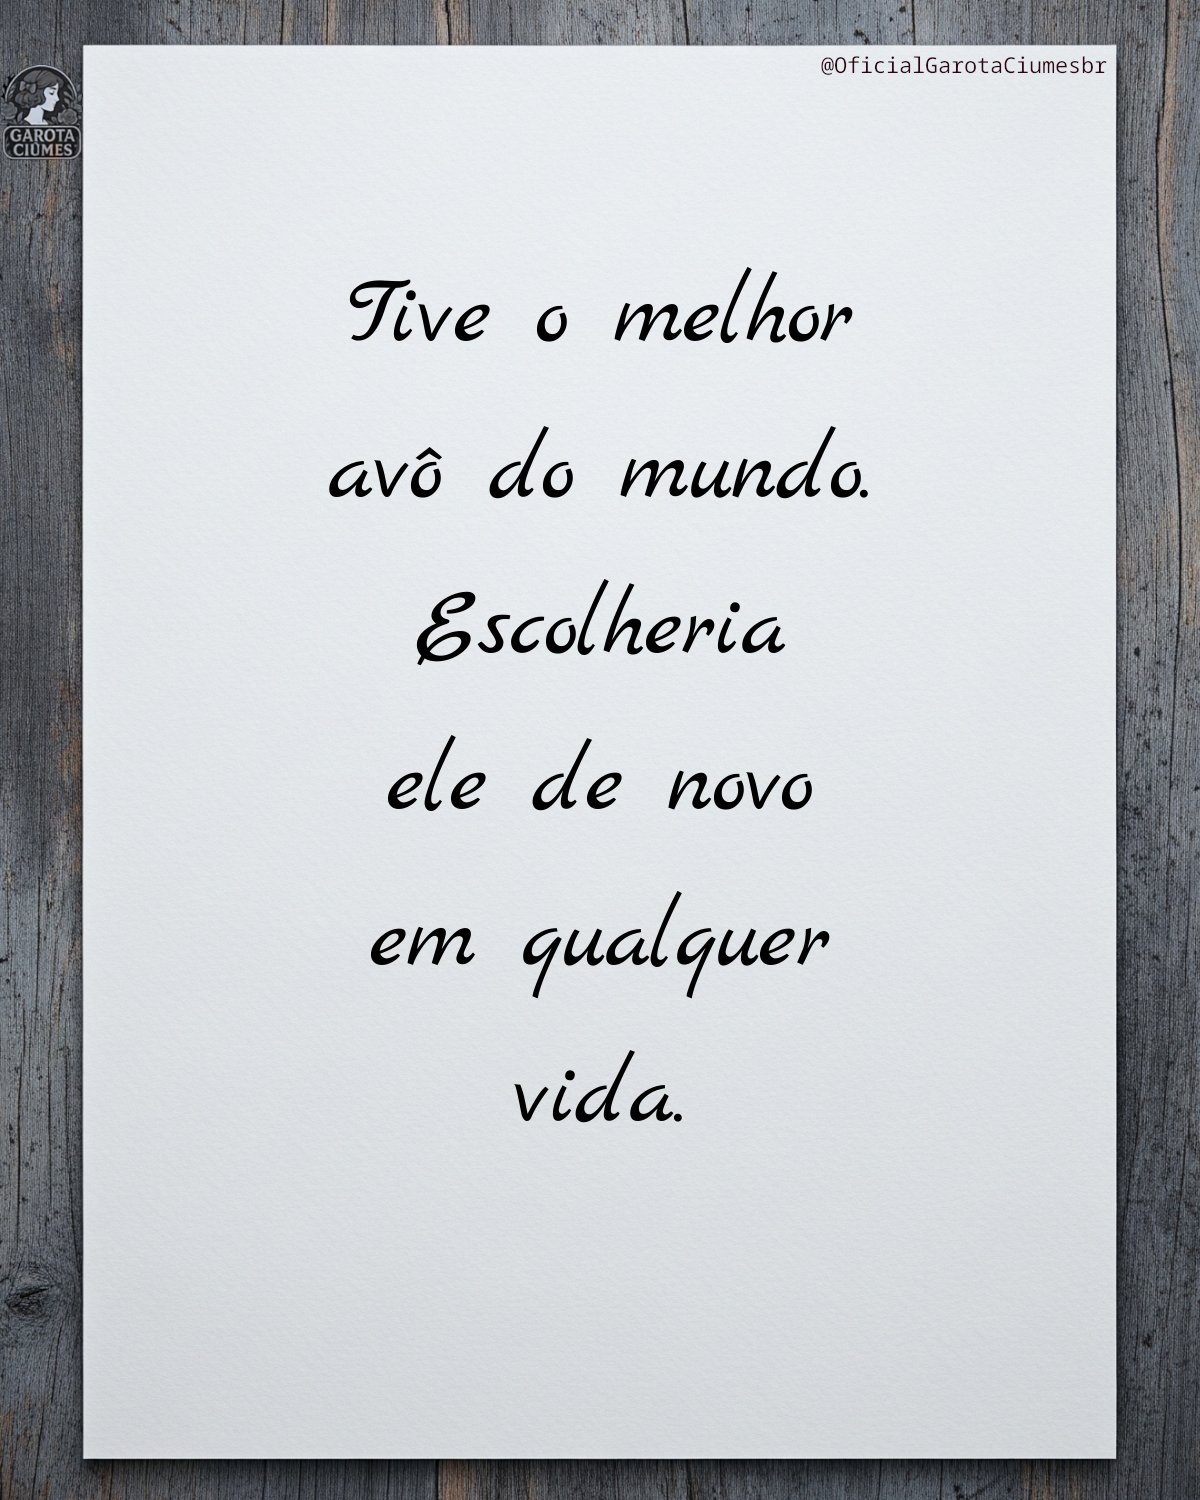 @OficialGarotaCiumesbr
GAROTA
CIUMES
Tive o melhor
avô do mundo.
Escolheria
ele de novo
em qualquer
vida.